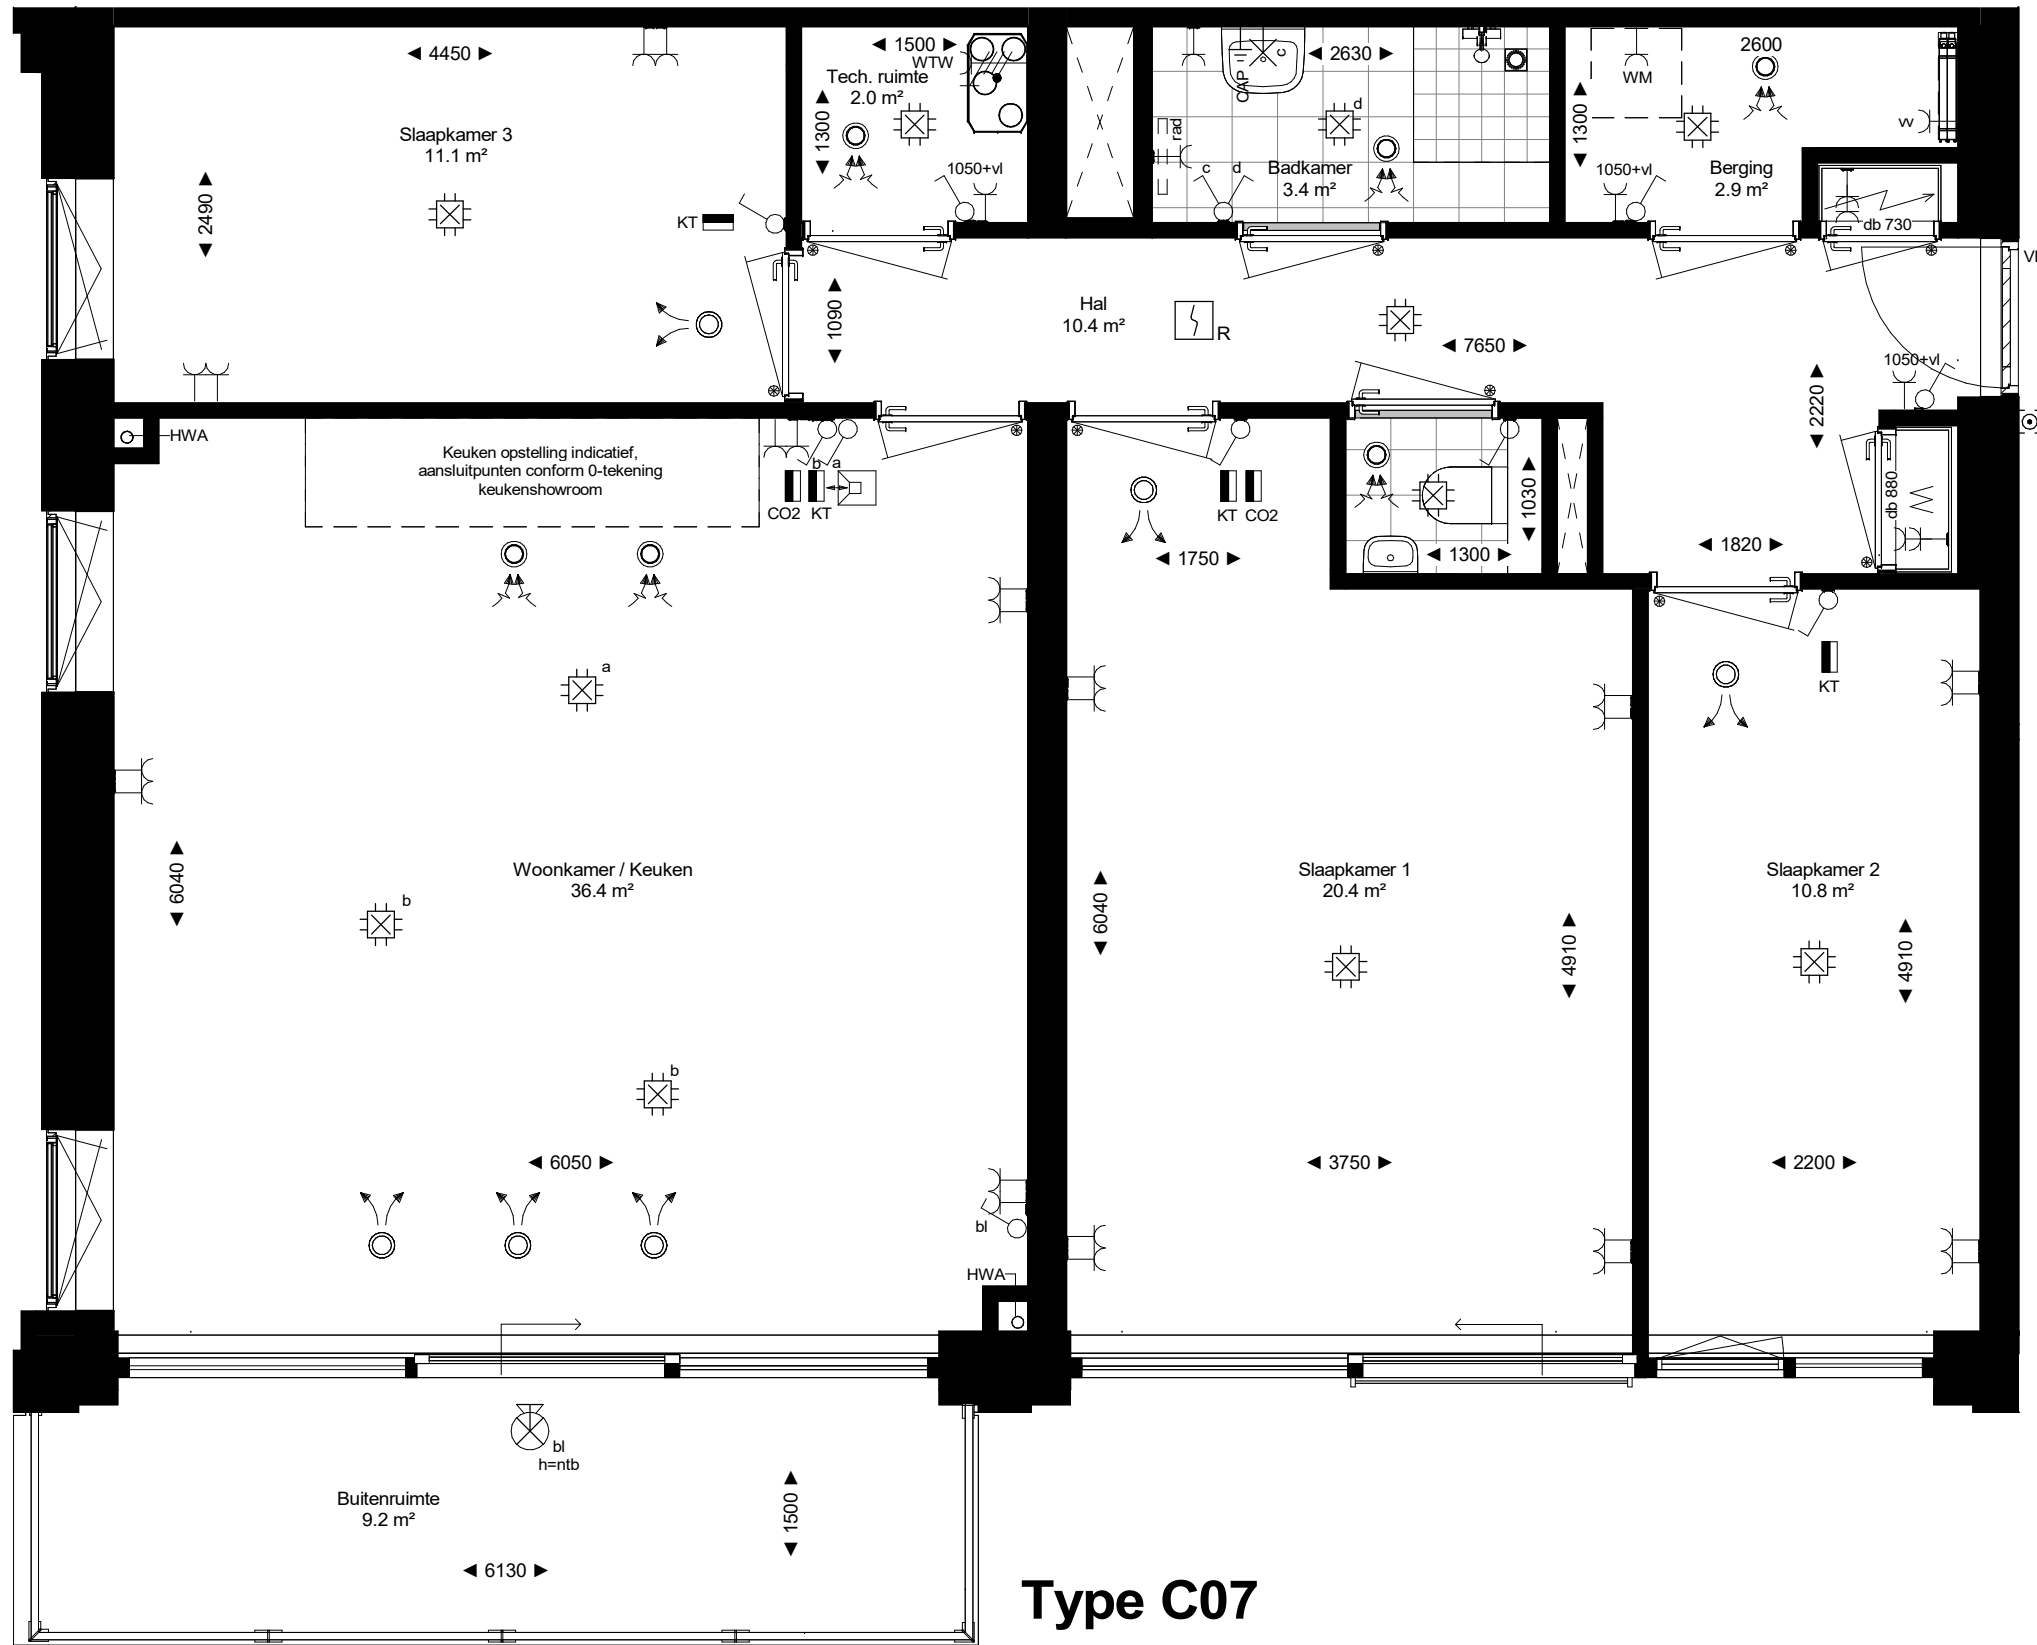 4450
1500
WTW
Tech. ruimte
2.0 m²
1300
1050+vl
Slaapkamer 3
11.1 m²
2490
KT
CAP
c
2630
d
rad
c d
Badkamer
3.4 m²
WM
2600
1300
vv
1050+vl
Berging
2.9 m²
db 730
1090
Hal
10.4 m²
R
7650
1050+vl
2220
HWA
Keuken opstelling indicatief,
aansluitpunten conform 0-tekening
keukenshowroom
b a
CO2 KT
KT CO2
1750
1030
1300
1820
db 880
KT
a
6040
Woonkamer / Keuken
36.4 m²
b
b
6050
bl
HWA
Slaapkamer 1
20.4 m²
6040
4910
3750
Slaapkamer 2
10.8 m²
4910
2200
bl
h=ntb
Buitenruimte
9.2 m²
1500
6130
Type C07